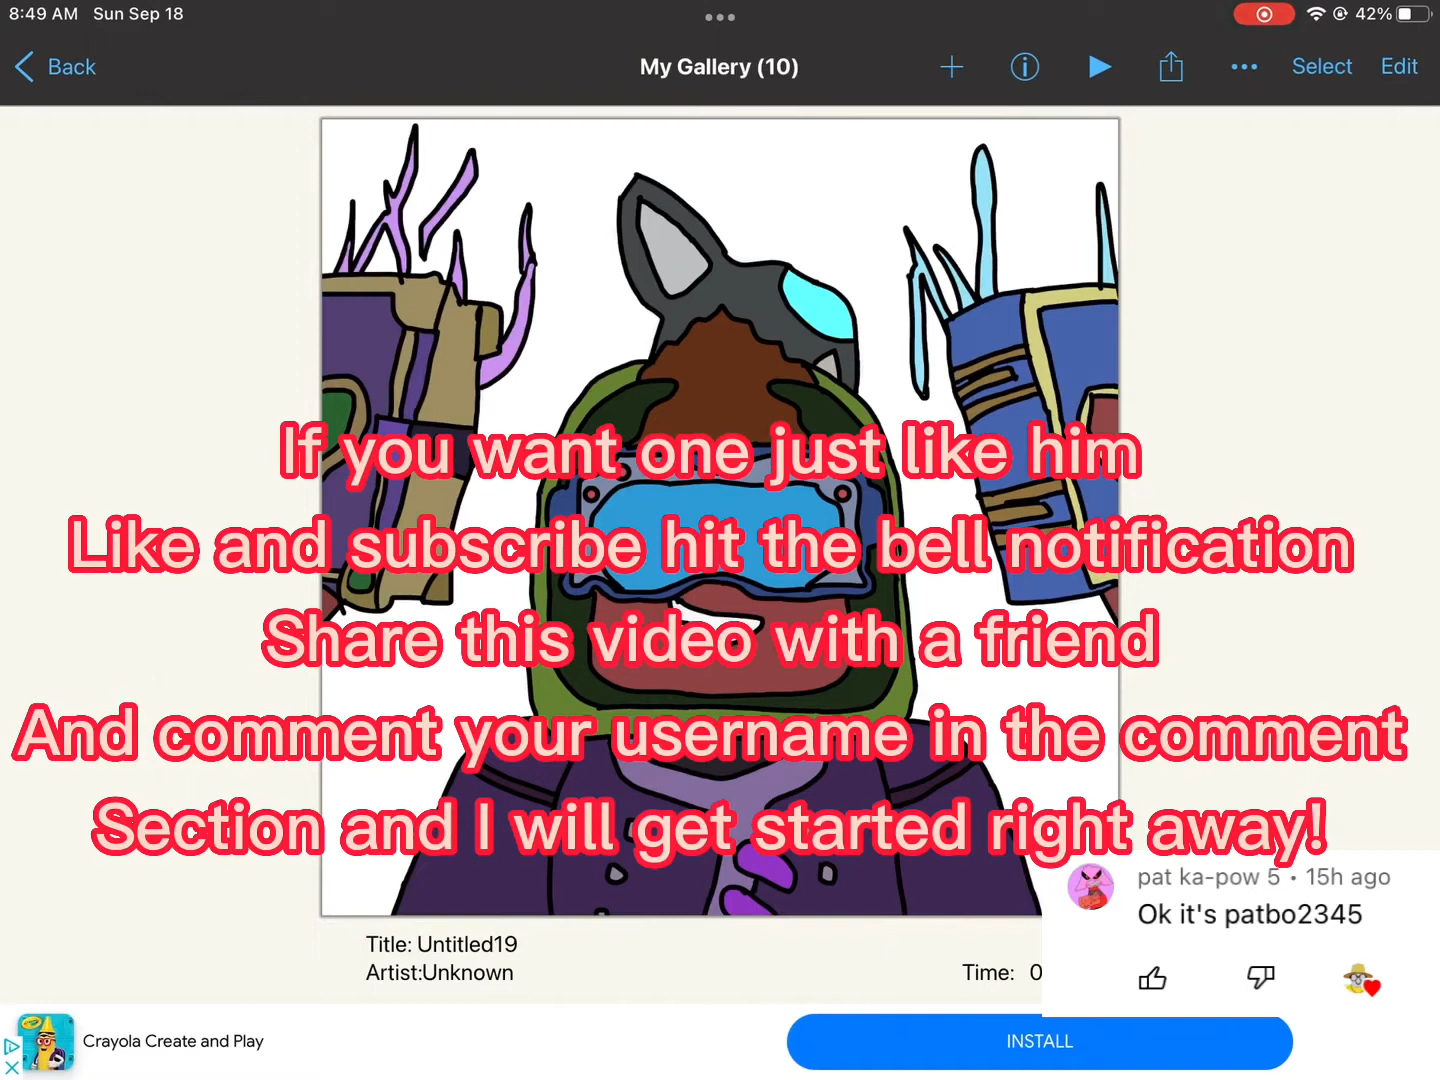 8:49 AM Sun Sep 18
42%
Back
My Gallery (10)
Select
Edit
If you want one just like him
Like and subscribe hit the bell notification
Share this video with a friend
And comment your username in the comment
Section and I will get started right away!
pat ka-pow 5 • 15h ago
Ok it's patbo2345
Title: Untitled19
Artist:Unknown
Time: 0
Crayola Create and Play
INSTALL